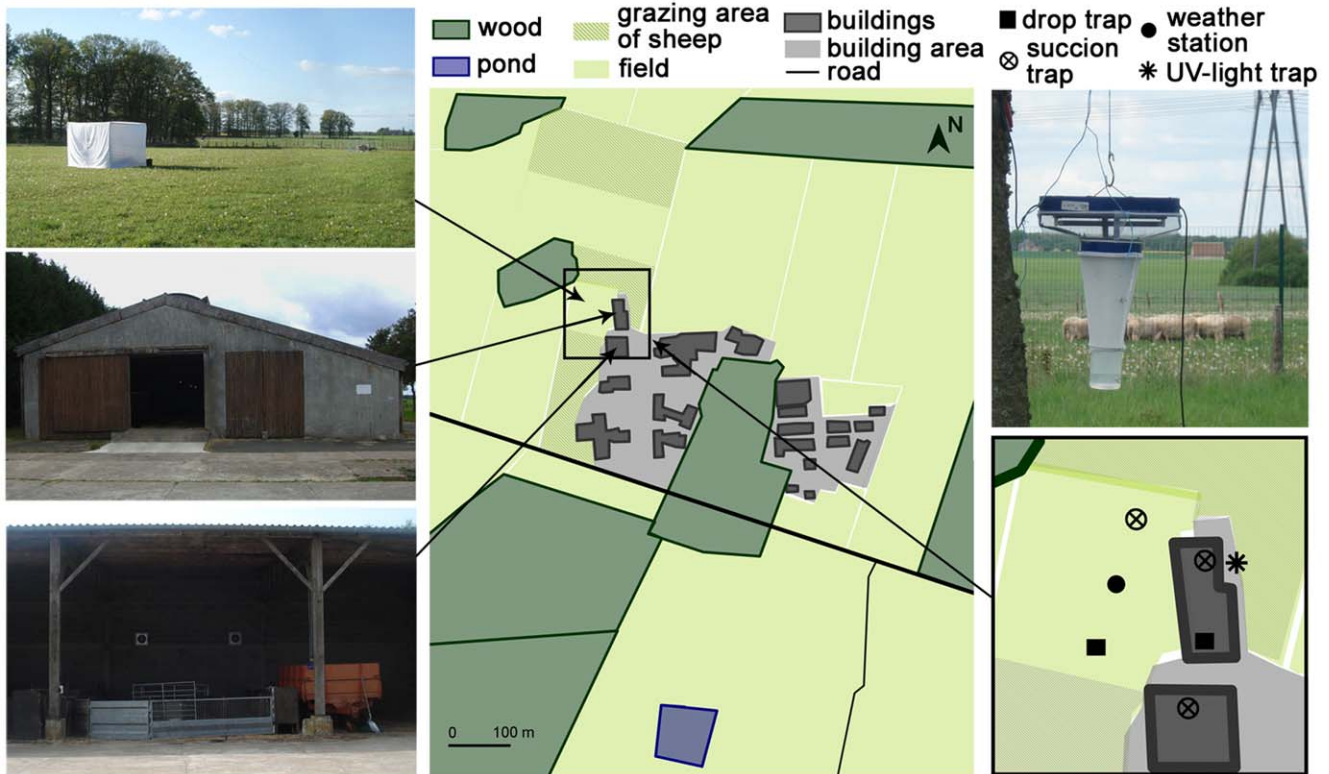 wood
pond
grazing area
of sheep
field
buildings
building area
road
drop trap
succion
trap
weather
station
UV-light trap
N
0 100 m